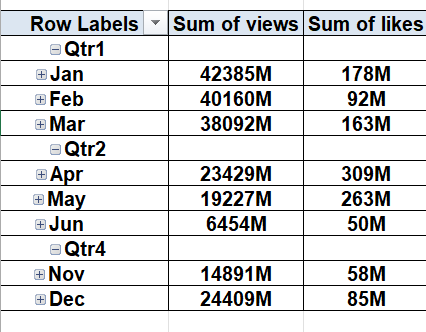 Row Labels Sum of views Sum of likes
Qtr1
Jan 42385M 178M
Feb 40160M 92M
Mar 38092M 163M
Qtr2
Apr 23429M 309M
May 19227M 263M
Jun 6454M 50M
Qtr4
Nov 14891M 58M
Dec 24409M 85M